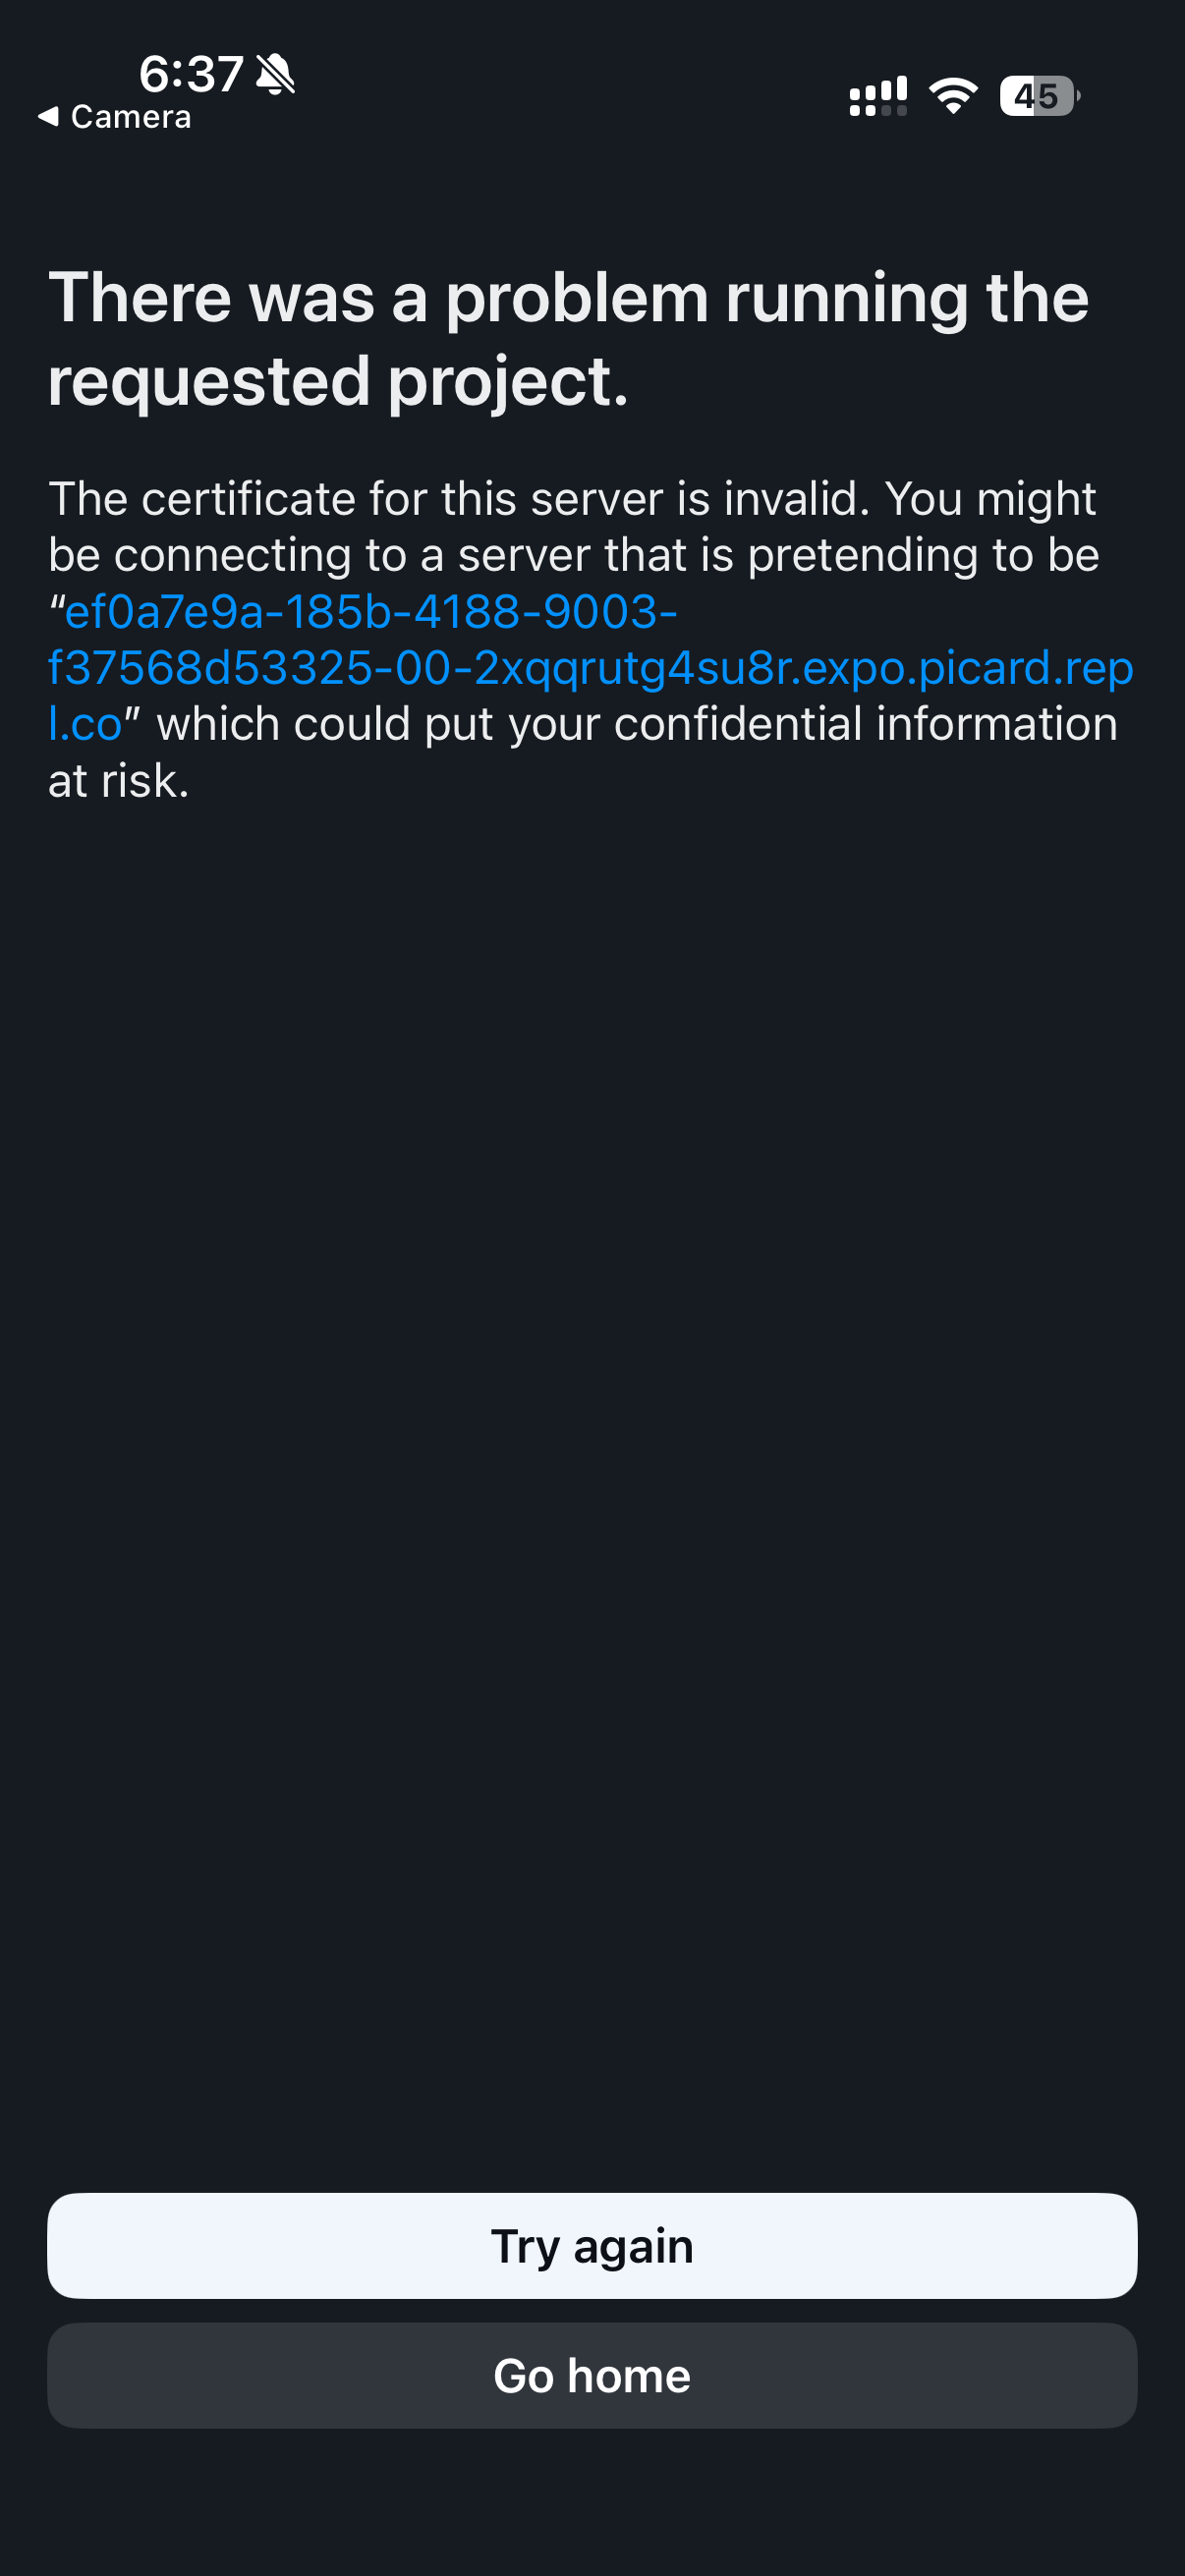 6:37
◀ Camera
45
There was a problem running the
requested project.
The certificate for this server is invalid. You might
be connecting to a server that is pretending to be
“ef0a7e9a-185b-4188-9003-
f37568d53325-00-2xqqrutg4su8r.expo.picard.rep
l.co” which could put your confidential information
at risk.
Try again
Go home